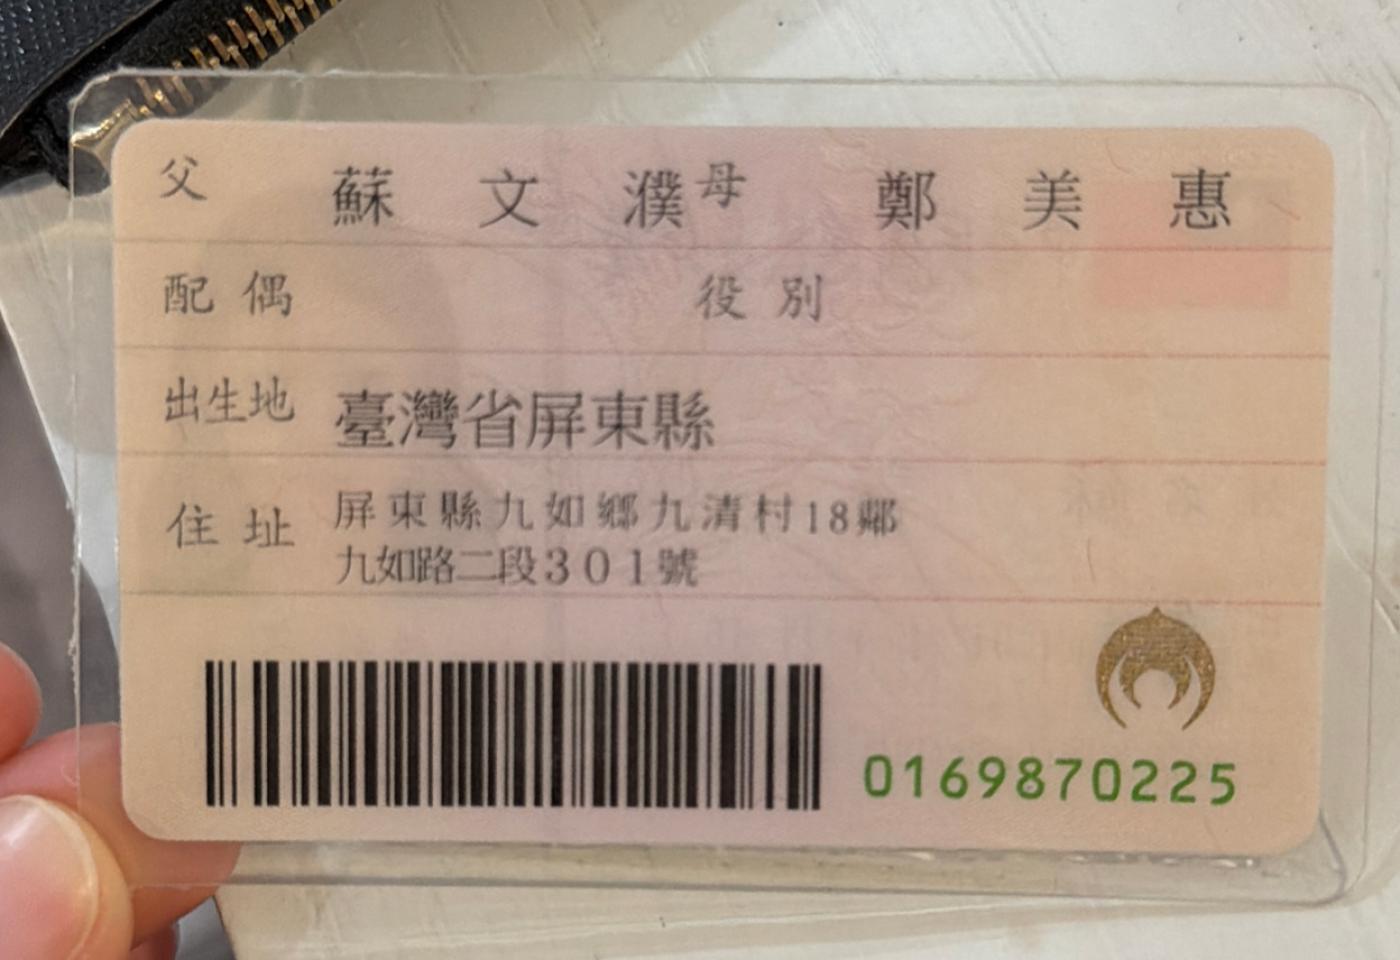 父 蘇文濮 母 鄭美惠
配偶 役別
出生地 臺灣省屏東縣
住址 屏東縣九如鄉九清村18鄰
九如路二段301號
0169870225